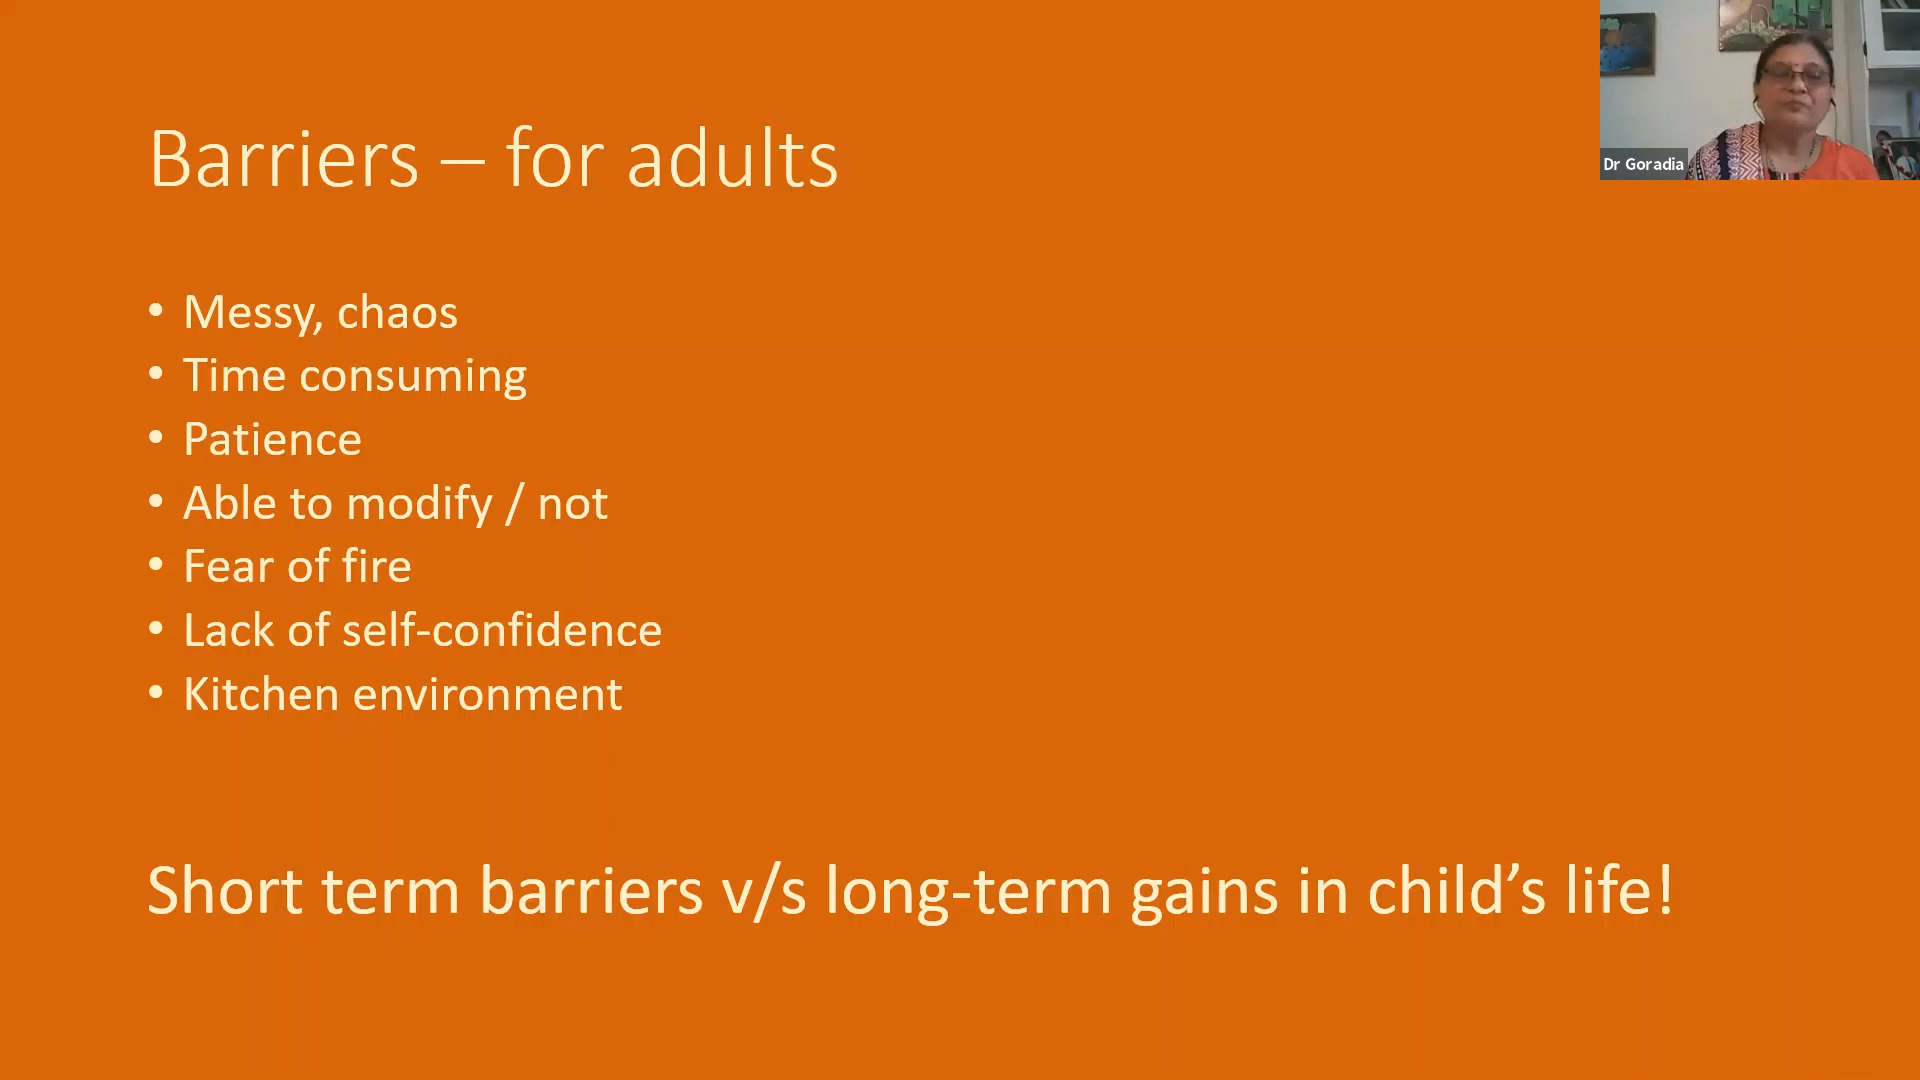 Barriers – for adults
Dr Goradia
• Messy, chaos
• Time consuming
• Patience
• Able to modify / not
• Fear of fire
• Lack of self-confidence
• Kitchen environment
Short term barriers v/s long-term gains in child’s life!